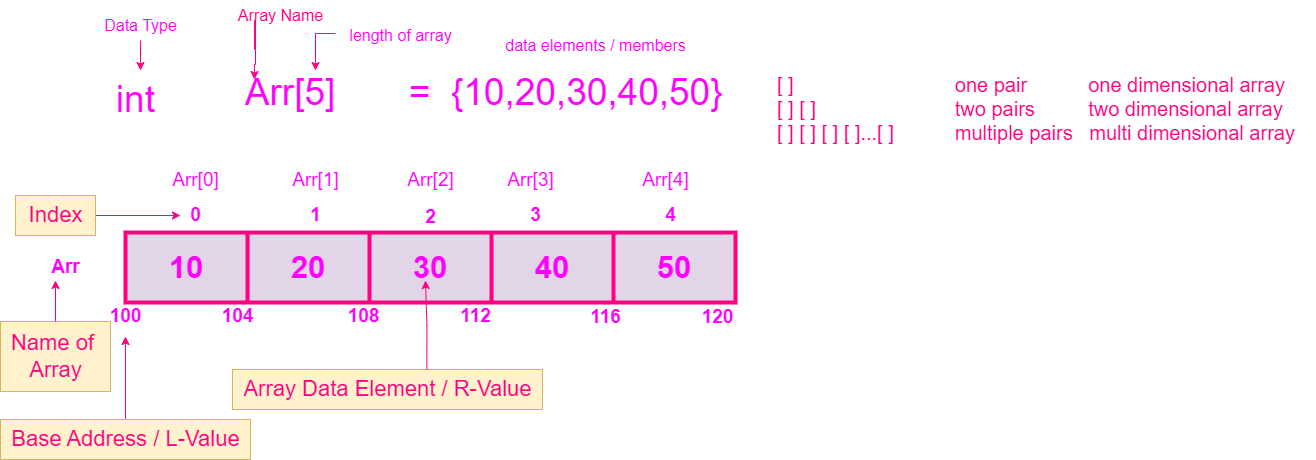 Data Type
Array Name
length of array
data elements / members
int Arr[5] = {10,20,30,40,50}
[ ] one pair one dimensional array
[ ] [ ] two pairs two dimensional array
[ ] [ ] [ ] [ ]...[ ] multiple pairs multi dimensional array
Arr[0] Arr[1] Arr[2] Arr[3] Arr[4]
Index 0 1 2 3 4
Arr 10 20 30 40 50
100 104 108 112 116 120
Name of
Array
Array Data Element / R-Value
Base Address / L-Value